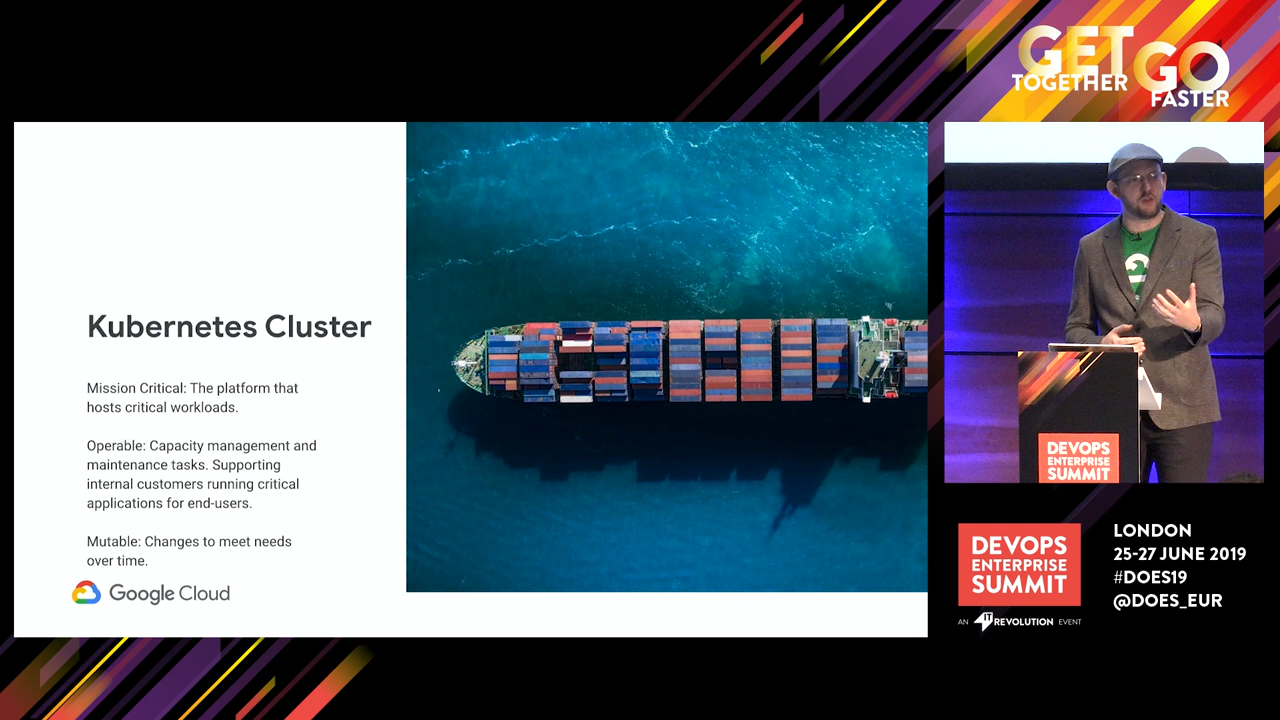 GET
TOGETHER
GO
FASTER
Kubernetes Cluster
Mission Critical: The platform that
hosts critical workloads.
Operable: Capacity management and
maintenance tasks. Supporting
internal customers running critical
applications for end-users.
Mutable: Changes to meet needs
over time.
Google Cloud
DEVOPS
ENTERPRISE
SUMMIT
DEVOPS
ENTERPRISE
SUMMIT
AN IT REVOLUTION EVENT
LONDON
25-27 JUNE 2019
#DOES19
@DOES_EUR